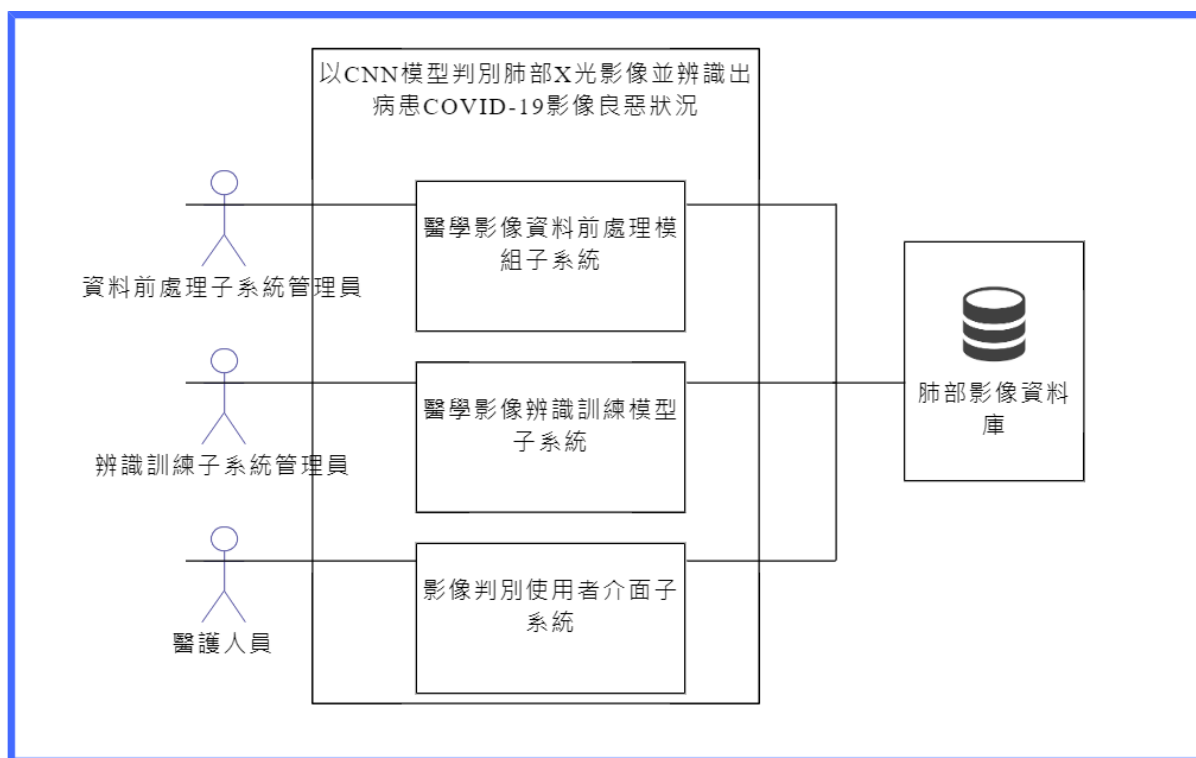 以CNN模型判別肺部X光影像並辨識出
病患COVID-19影像良惡狀況
醫學影像資料前處理模
組子系統
資料前處理子系統管理員
醫學影像辨識訓練模型
子系統
辨識訓練子系統管理員
影像判別使用者介面子
系統
醫護人員
肺部影像資料
庫